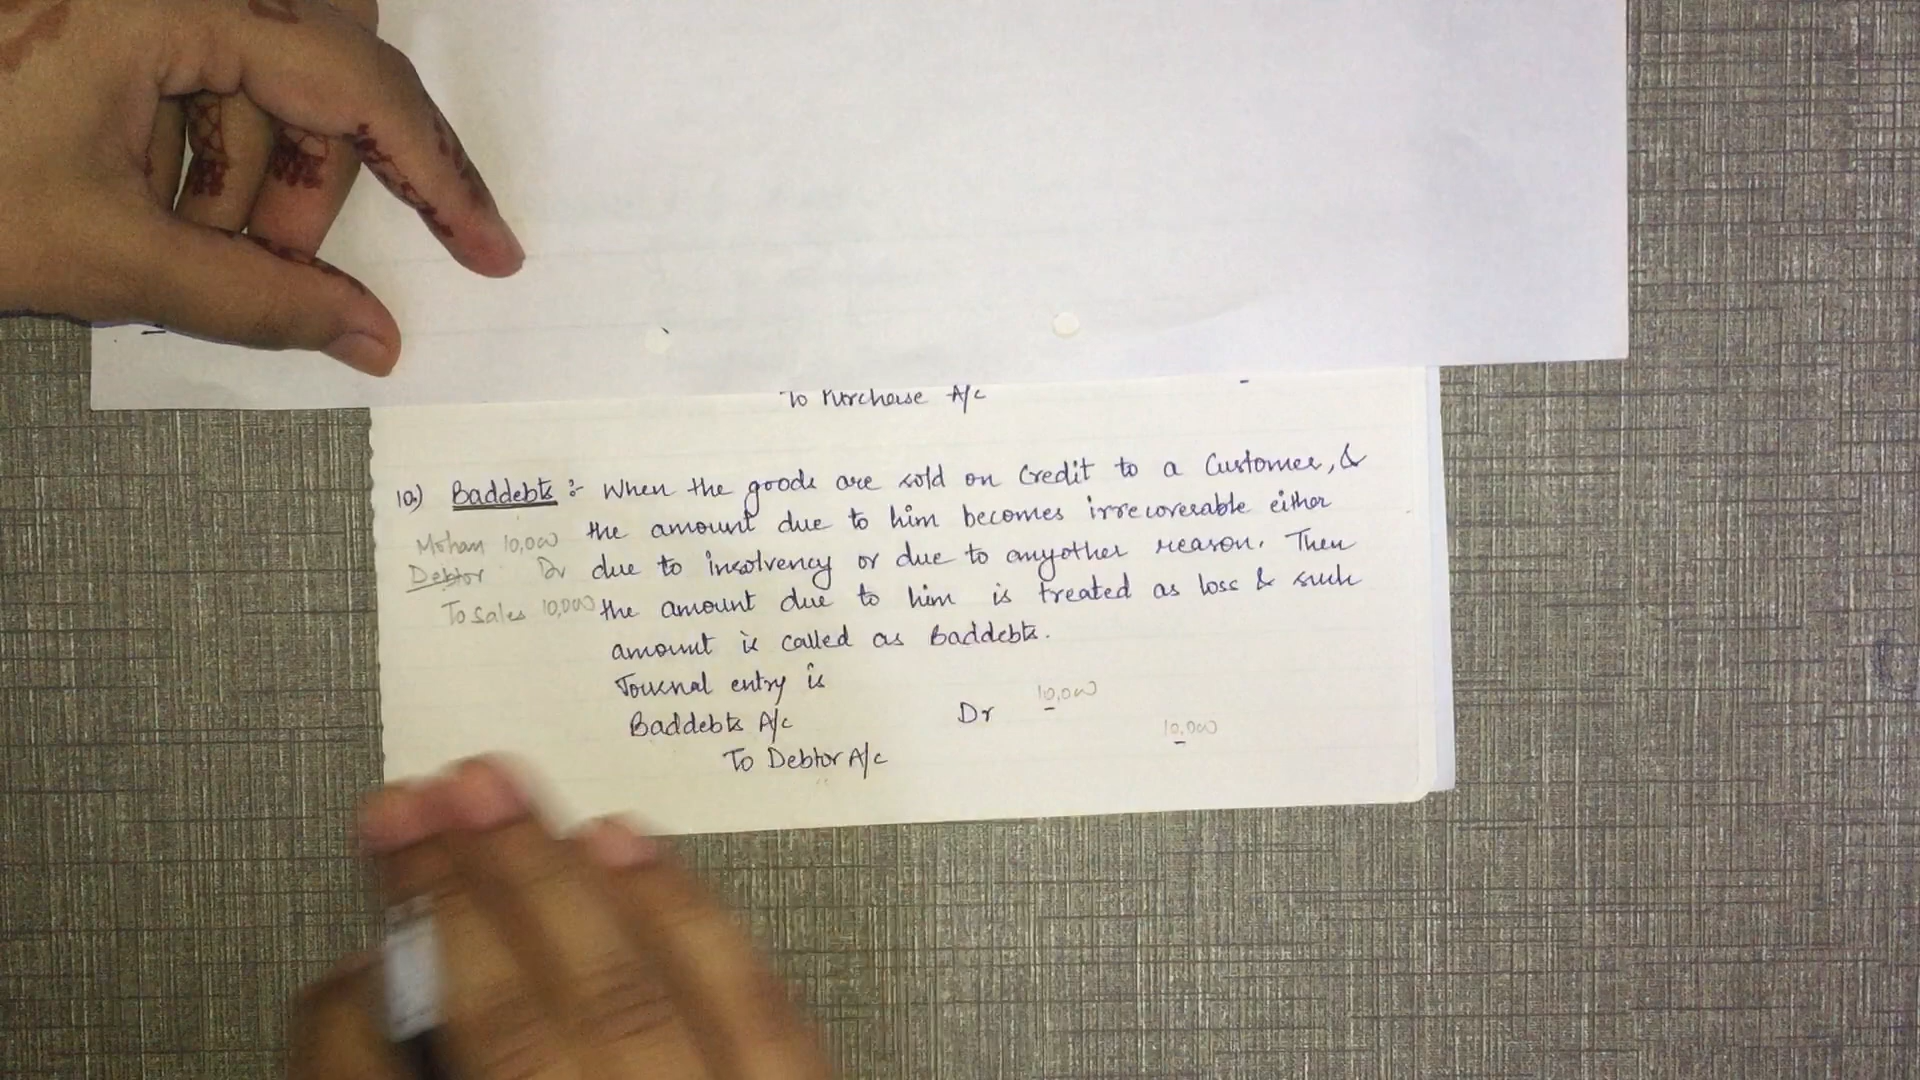 To Purchase A/c
10) Baddebts :- When the goods are sold on Credit to a Customer, &
the amount due to him becomes irrecoverable either
due to insolvency or due to anyother reason. Then
the amount due to him is treated as loss & such
amount is called as Baddebts.
Mohan 10,000
Debtor Dr
To Sales 10,000
Journal entry is
Baddebts A/c Dr 10,000
To Debtor A/c 10,000